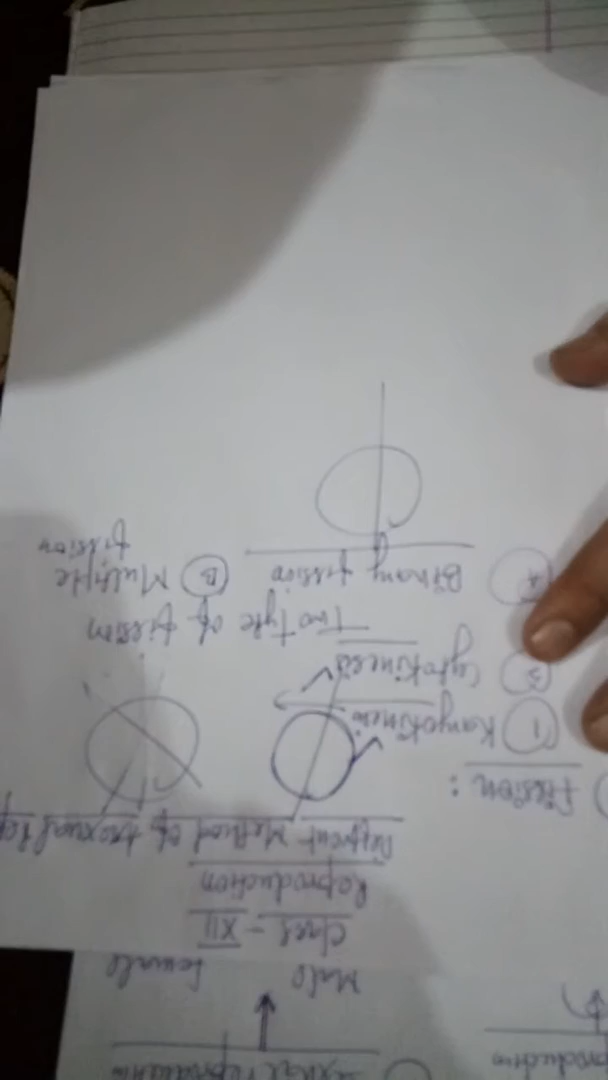 Male Female
Class - XII
Reproduction
Different Method of Asexual Rep
Fission :
① Karyokinesis
Cytokinesis
Two Type of fission
Ⓐ Binary fission Ⓑ Multiple
fission